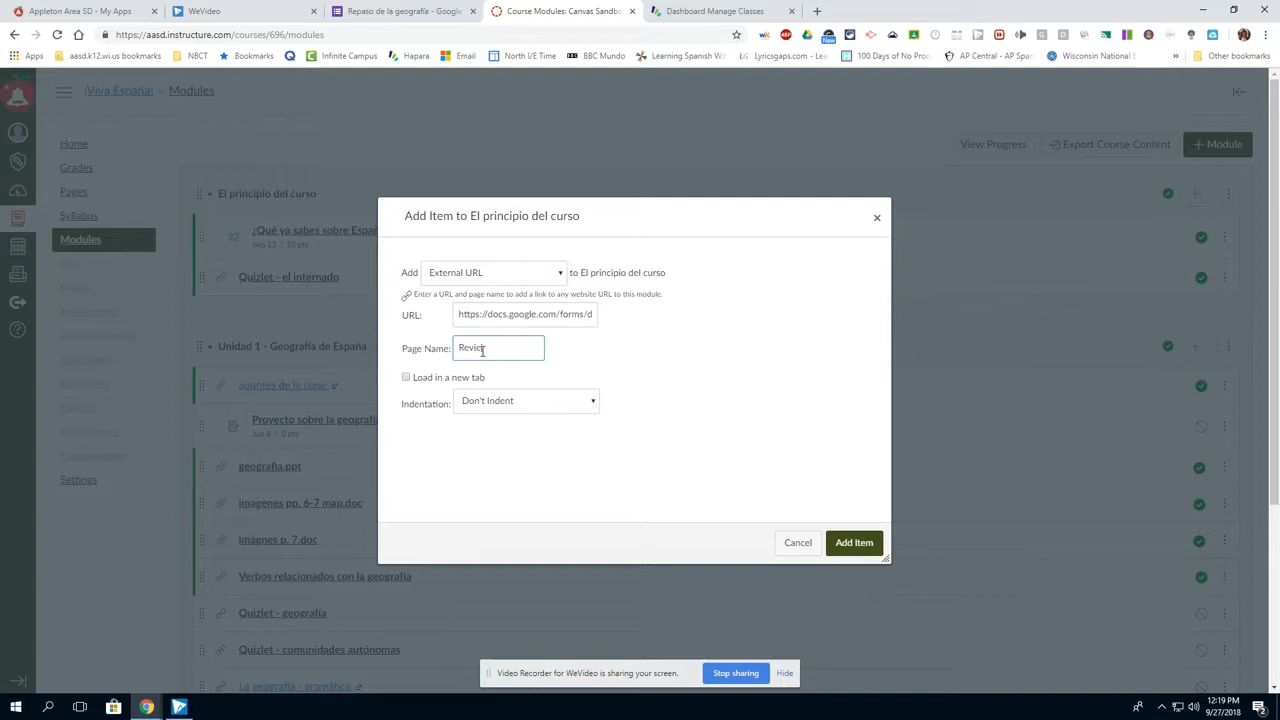 Appleton Area S D - My Apps
WeVideo
Repaso de la geografía - Google
Course Modules: Canvas Sandbo
Dashboard Manage Classes
https://aasd.instructure.com/courses/696/modules
Apps
aasd.k12.wi.us bookmarks
NBCT
Bookmarks
Infinite Campus
Hapara
Email
North I/E Time
BBC Mundo
Learning Spanish Wi
Lyricsgaps.com - Lea
100 Days of No Prec
AP Central - AP Span
Wisconsin National B
Other bookmarks
¡Viva España!
Modules
View Progress
Export Course Content
+ Module
Home
Grades
Pages
Syllabus
Modules
Settings
El principio del curso
¿Qué ya sabes sobre Espa
Sep 13 | 10 pts
Quizlet - el internado
Unidad 1 - Geografía de España
apuntes de la clase
Proyecto sobre la geografía
Jun 8 | 0 pts
geografia.ppt
imagenes pp. 6-7 map.doc
imágnes p. 7.doc
Verbos relacionados con la geografía
Quizlet - geografía
Quizlet - comunidades autónomas
La geografía - gramática
Add Item to El principio del curso
Add External URL to El principio del curso
Enter a URL and page name to add a link to any website URL to this module.
URL: https://docs.google.com/forms/d
Page Name: Review
Load in a new tab
Indentation: Don't Indent
Cancel
Add Item
Video Recorder for WeVideo is sharing your screen.
Stop sharing
Hide
12:19 PM
9/27/2018